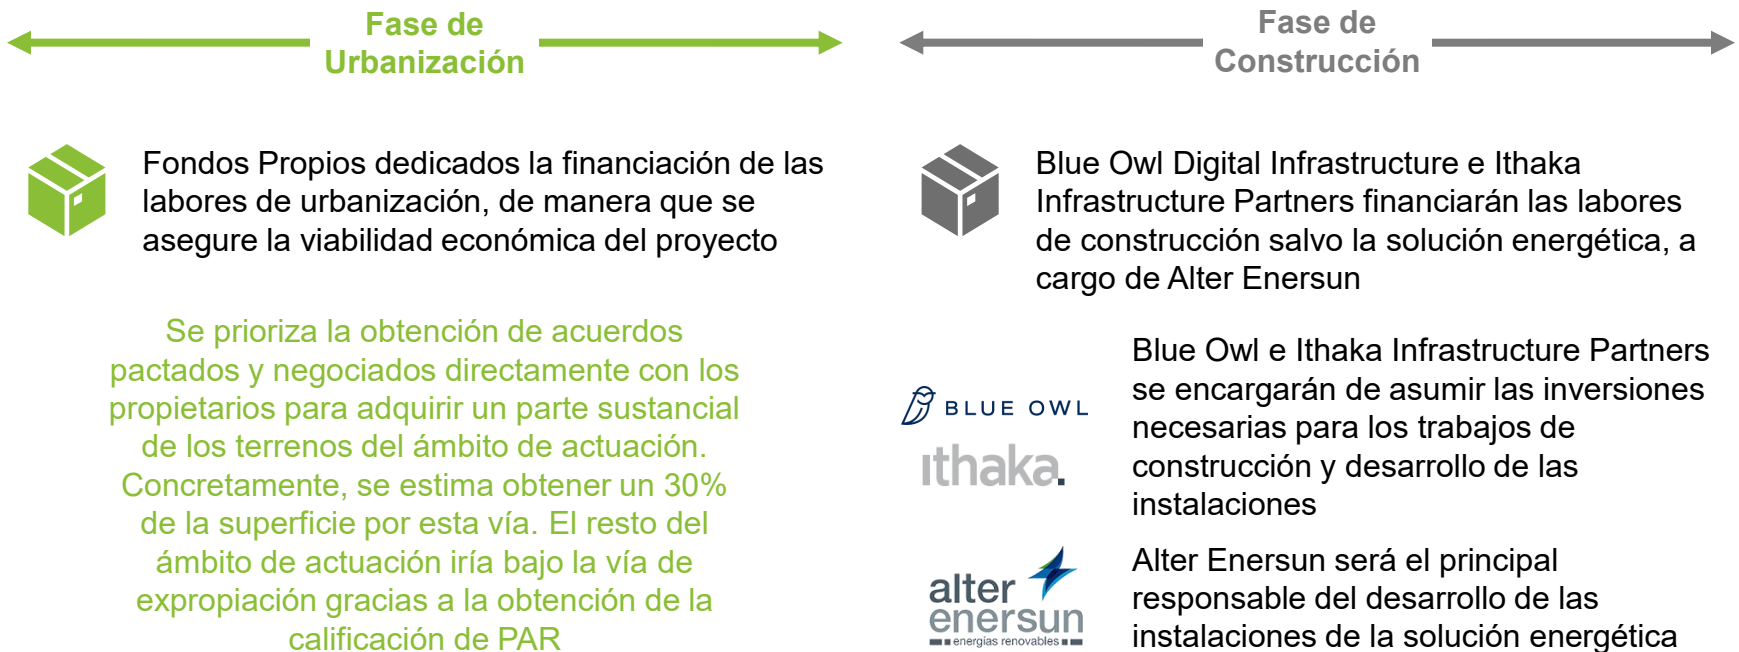 Fase de
Urbanización
Fondos Propios dedicados la financiación de las
labores de urbanización, de manera que se
asegure la viabilidad económica del proyecto
Se prioriza la obtención de acuerdos
pactados y negociados directamente con los
propietarios para adquirir un parte sustancial
de los terrenos del ámbito de actuación.
Concretamente, se estima obtener un 30%
de la superficie por esta vía. El resto del
ámbito de actuación iría bajo la vía de
expropiación gracias a la obtención de la
calificación de PAR
Fase de
Construcción
Blue Owl Digital Infrastructure e Ithaka
Infrastructure Partners financiarán las labores
de construcción salvo la solución energética, a
cargo de Alter Enersun
BLUE OWL
ithaka.
Blue Owl e Ithaka Infrastructure Partners
se encargarán de asumir las inversiones
necesarias para los trabajos de
construcción y desarrollo de las
instalaciones
alter
enersun
energías renovables
Alter Enersun será el principal
responsable del desarrollo de las
instalaciones de la solución energética